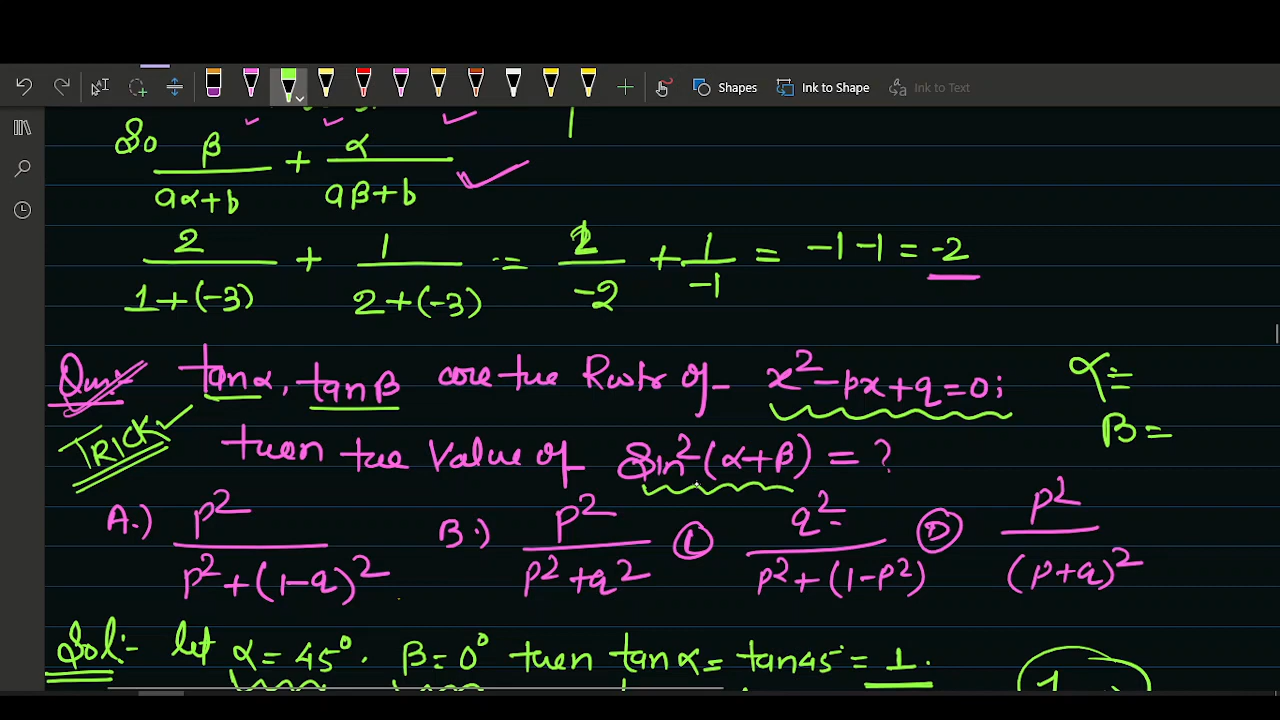 Shapes Ink to Shape Ink to Text
So β/(aα+b) + α/(aβ+b)
2/(1+(-3)) + 1/(2+(-3)) = 2/-2 + 1/-1 = -1-1 = -2
Qus:- tanα, tanβ are the Roots of x²-px+q=0; α=
TRICK then the Value of Sin²(α+β) = ? β=
A.) p²/(p²+(1-q)²) B.) p²/(p²+q²) C q²/(p²+(1-p²)) D p²/(p+q)²
Sol:- let α=45°. β=0° then tanα = tan45° = 1.